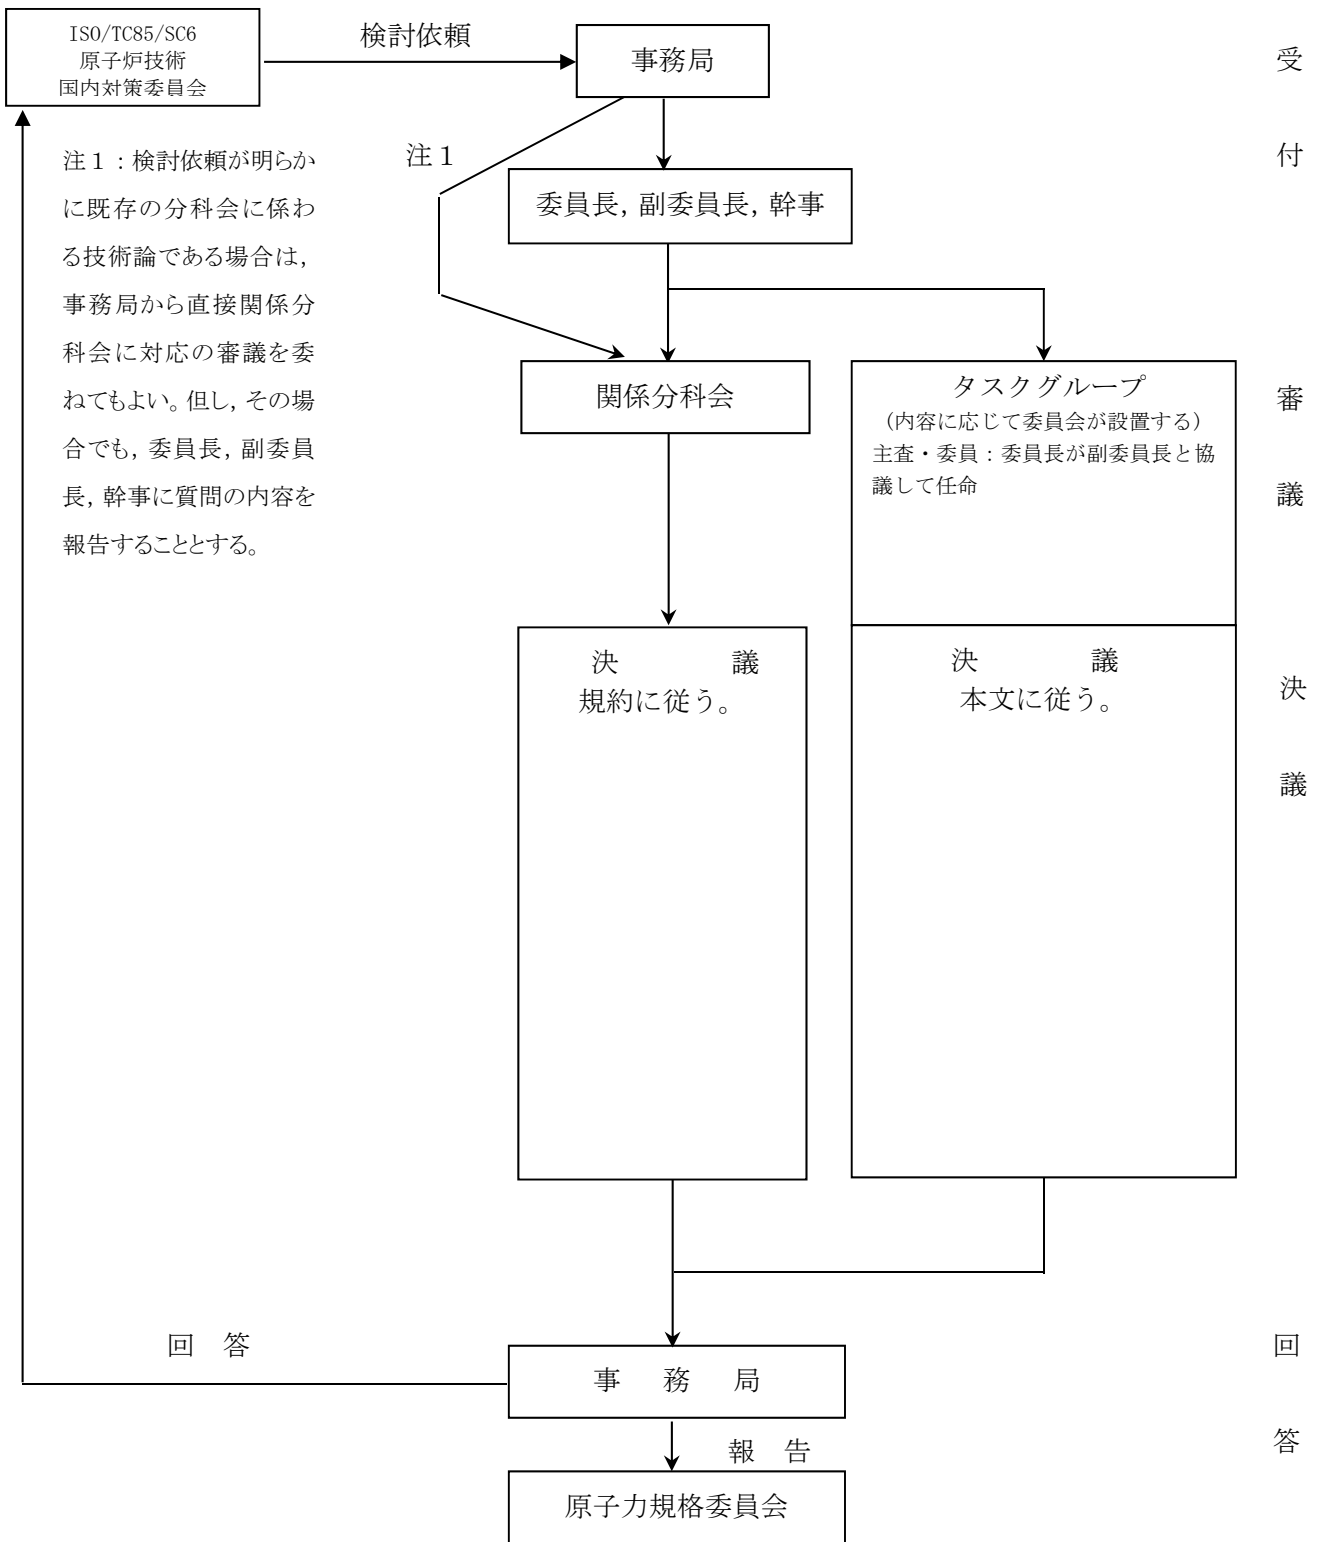 ISO/TC85/SC6
原子炉技術
国内対策委員会
検討依頼
事務局
受
付
注１：検討依頼が明らか
に既存の分科会に係わ
る技術論である場合は，
事務局から直接関係分
科会に対応の審議を委
ねてもよい。但し，その場
合でも，委員長，副委員
長，幹事に質問の内容を
報告することとする。
注１
委員長，副委員長，幹事
関係分科会
タスクグループ
（内容に応じて委員会が設置する）
主査・委員：委員長が副委員長と協
議して任命
審
議
決　　　議
規約に従う。
決　　　議
本文に従う。
決
議
回　答
事　務　局
回
答
報　告
原子力規格委員会